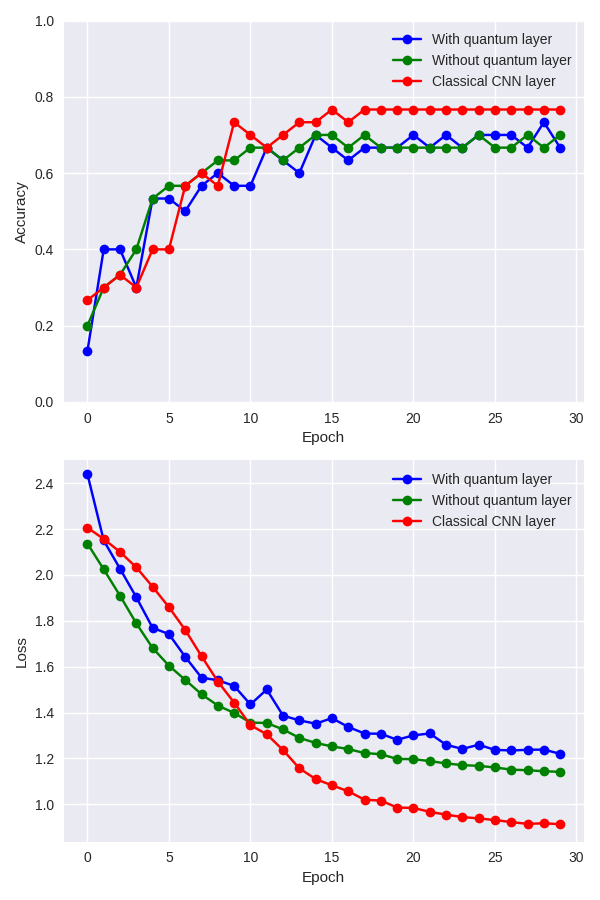 1.0
0.8
0.6
0.4
0.2
0.0
Accuracy
With quantum layer
Without quantum layer
Classical CNN layer
0 5 10 15 20 25 30
Epoch
2.4
2.2
2.0
1.8
1.6
1.4
1.2
1.0
Loss
With quantum layer
Without quantum layer
Classical CNN layer
0 5 10 15 20 25 30
Epoch